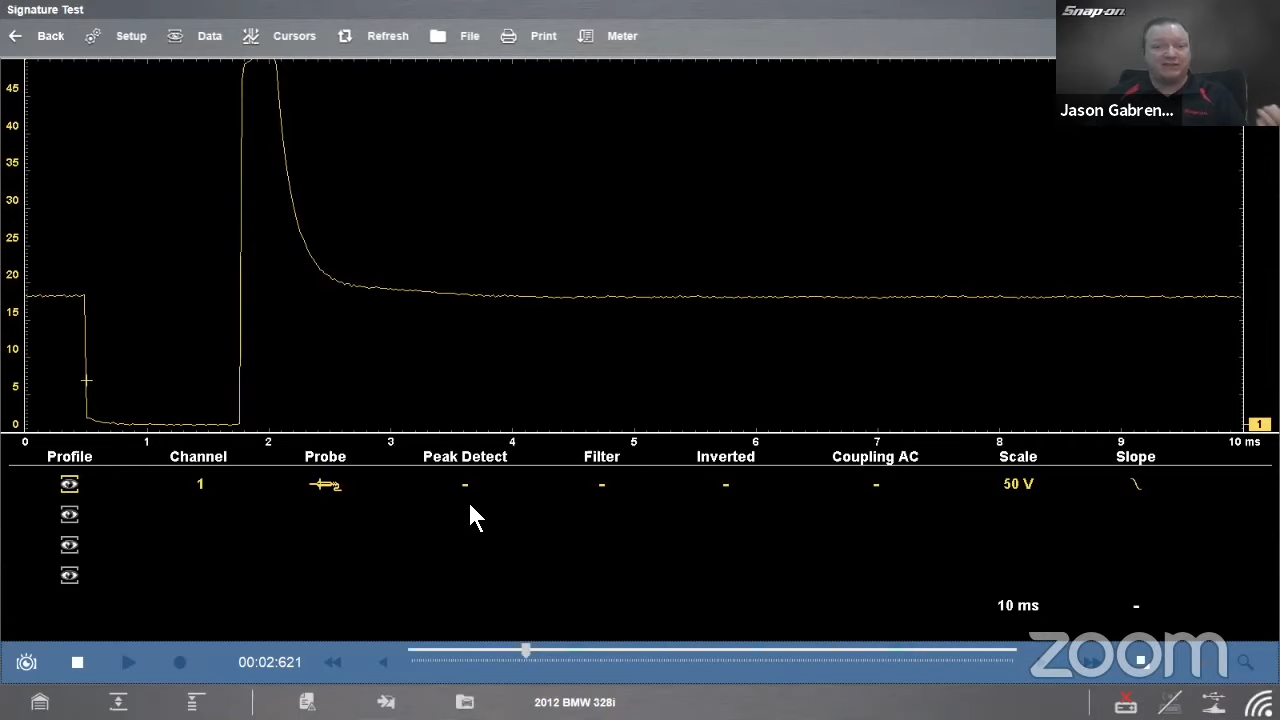 Signature Test
Snap-on
Back Setup Data Cursors Refresh File Print Meter
Jason Gabren...
45
40
35
30
25
20
15
10
5
0
1
0 1 2 3 4 5 6 7 8 9 10 ms
Profile Channel Probe Peak Detect Filter Inverted Coupling AC Scale Slope
1 - - - - 50 V
10 ms -
zoom
00:02:621
2012 BMW 328i